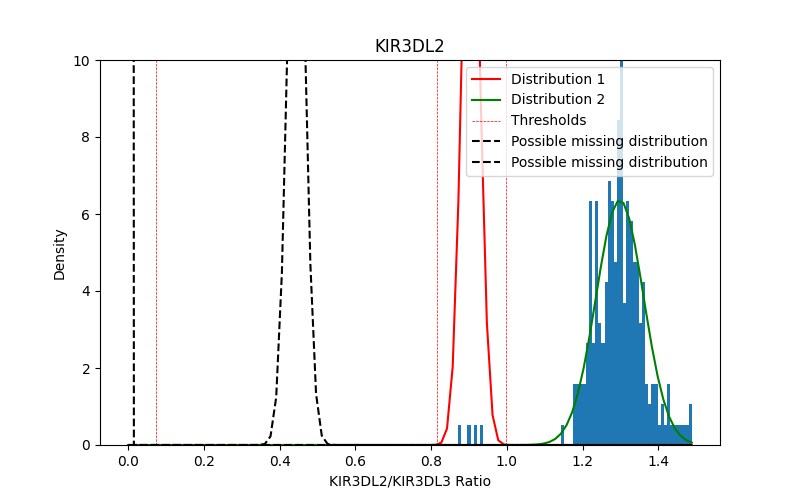 KIR3DL2
Distribution 1
Distribution 2
Thresholds
Possible missing distribution
Possible missing distribution
Density
10
8
6
4
2
0
0.0 0.2 0.4 0.6 0.8 1.0 1.2 1.4
KIR3DL2/KIR3DL3 Ratio